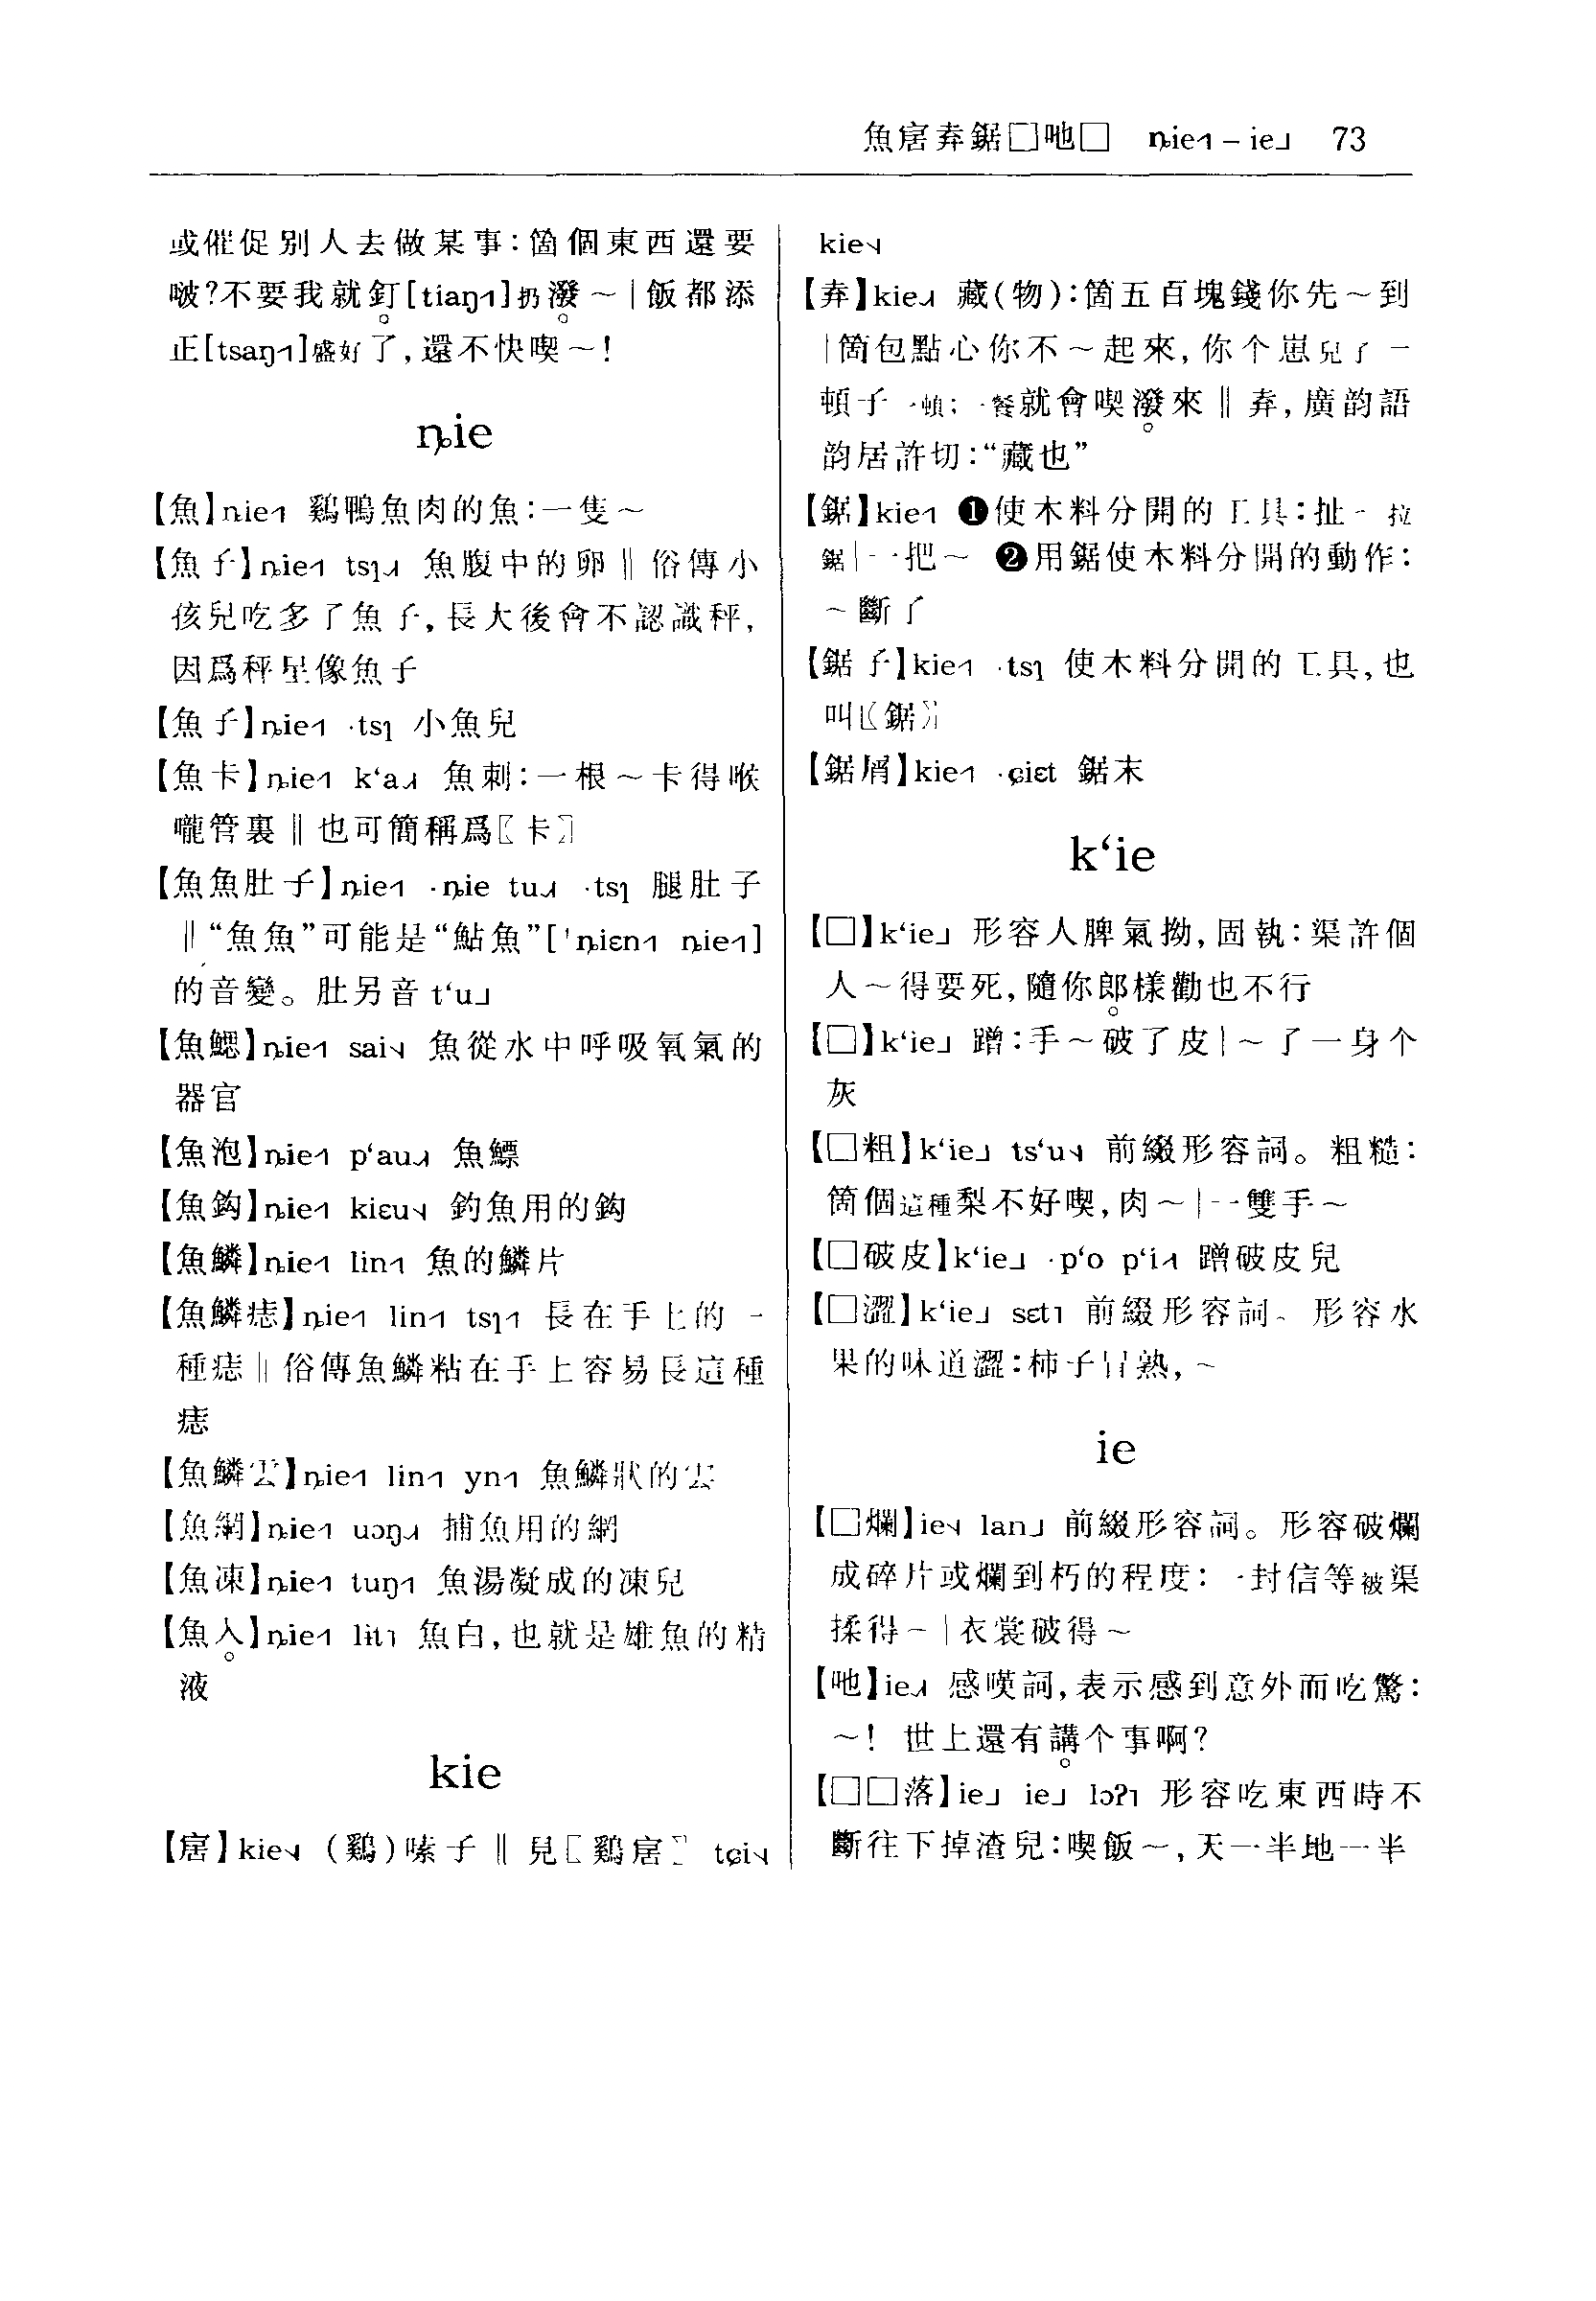 魚㝒弆鋸□吔□ ȵie˧˥ – ie˩ 73
或催促别人去做某事:箇個東西還要
啵?不要我就釘[tiaŋ]扔潑～|飯都添
正[tsaŋ]盛好了,還不快喫～!
ȵie
【魚】ȵie 鷄鴨魚肉的魚:一隻～
【魚子】ȵie tsɿ 魚腹中的卵‖俗傳小
孩兒吃多了魚子,長大後會不認識秤,
因爲秤星像魚子
【魚子】ȵie ·tsɿ 小魚兒
【魚卡】ȵie k‘a 魚刺:一根～卡得喉
嚨管裏‖也可簡稱爲〖卡〗
【魚魚肚子】ȵie ·ȵie tu ·tsɿ 腿肚子
‖“魚魚”可能是“鮎魚”[ˈȵiɛn ȵie]
的音變。肚另音 t‘u˩
【魚鰓】ȵie sai 魚從水中呼吸氧氣的
器官
【魚泡】ȵie p‘au 魚鰾
【魚鈎】ȵie kiɛu 釣魚用的鈎
【魚鱗】ȵie lin 魚的鱗片
【魚鱗痣】ȵie lin tsɿ 長在手上的一
種痣‖俗傳魚鱗粘在手上容易長這種
痣
【魚鱗雲】ȵie lin yn 魚鱗狀的雲
【魚網】ȵie uɔŋ 捕魚用的網
【魚凍】ȵie tuŋ 魚湯凝成的凍兒
【魚入】ȵie lɨt 魚白,也就是雄魚的精
液
kie
【㝒】kie (鷄)嗉子‖見〖鷄㝒〗 tɕi
kie
【弆】kie 藏(物):箇五百塊錢你先～到
|箇包點心你不～起來,你个崽兒了一
頓子一頓;一餐就會喫潑來‖弆,廣韵語
韵居許切:“藏也”
【鋸】kie ❶使木料分開的工具:扯～拉
鋸|一把～ ❷用鋸使木料分開的動作:
～斷了
【鋸子】kie ·tsɿ 使木料分開的工具,也
叫〖鋸〗
【鋸屑】kie ·ɕiɛt 鋸末
k‘ie
【□】k‘ie˩ 形容人脾氣拗,固執:渠許個
人～得要死,隨你郎樣勸也不行
【□】k‘ie˩ 蹭:手～破了皮|～了一身个
灰
【□粗】k‘ie˩ ts‘u 前綴形容詞。粗糙:
箇個這種梨不好喫,肉～|一雙手～
【□破皮】k‘ie˩ ·p‘o p‘i 蹭破皮兒
【□澀】k‘ie˩ sɛt 前綴形容詞。形容水
果的味道澀:柿子冇熟,～
ie
【□爛】ie lan˩ 前綴形容詞。形容破爛
成碎片或爛到朽的程度:一封信等被渠
揉得～|衣裳破得～
【吔】ie 感嘆詞,表示感到意外而吃驚:
～! 世上還有講个事啊?
【□□落】ie˩ ie˩ lɔʔ 形容吃東西時不
斷往下掉渣兒:喫飯～,天一半地一半